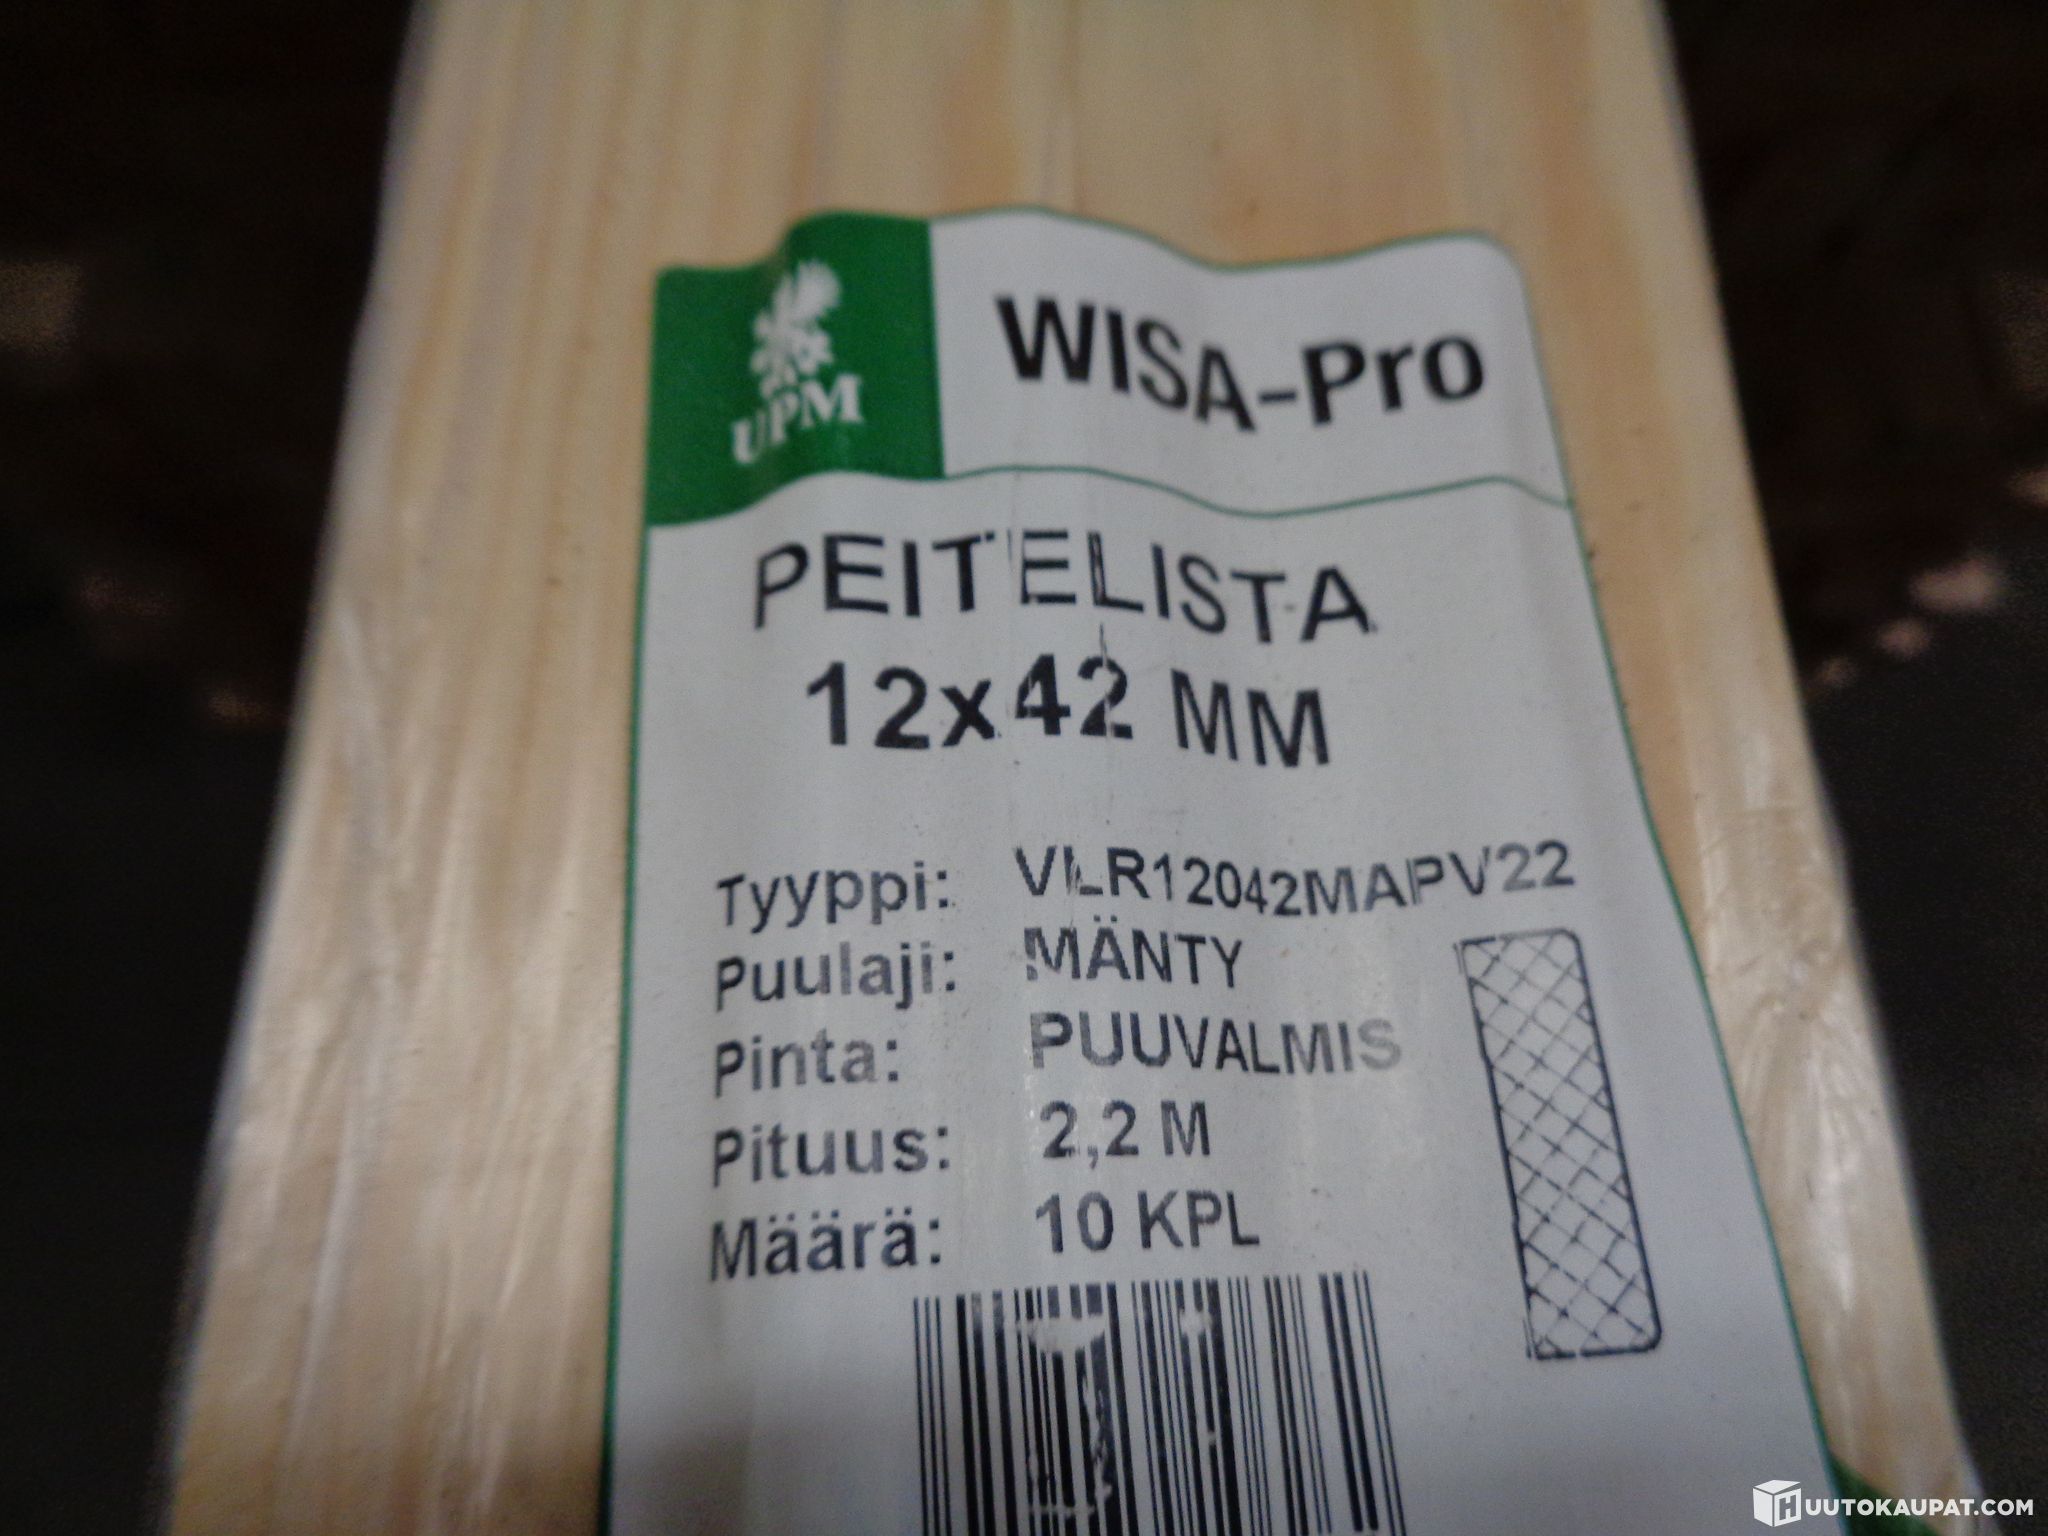 UPM
WISA-Pro
PEITELISTA
12x42 MM
Tyyppi: VLR12042MAPV22
Puulaji: MÄNTY
Pinta: PUUVALMIS
Pituus: 2,2 M
Määrä: 10 KPL
HUUTOKAUPAT.COM